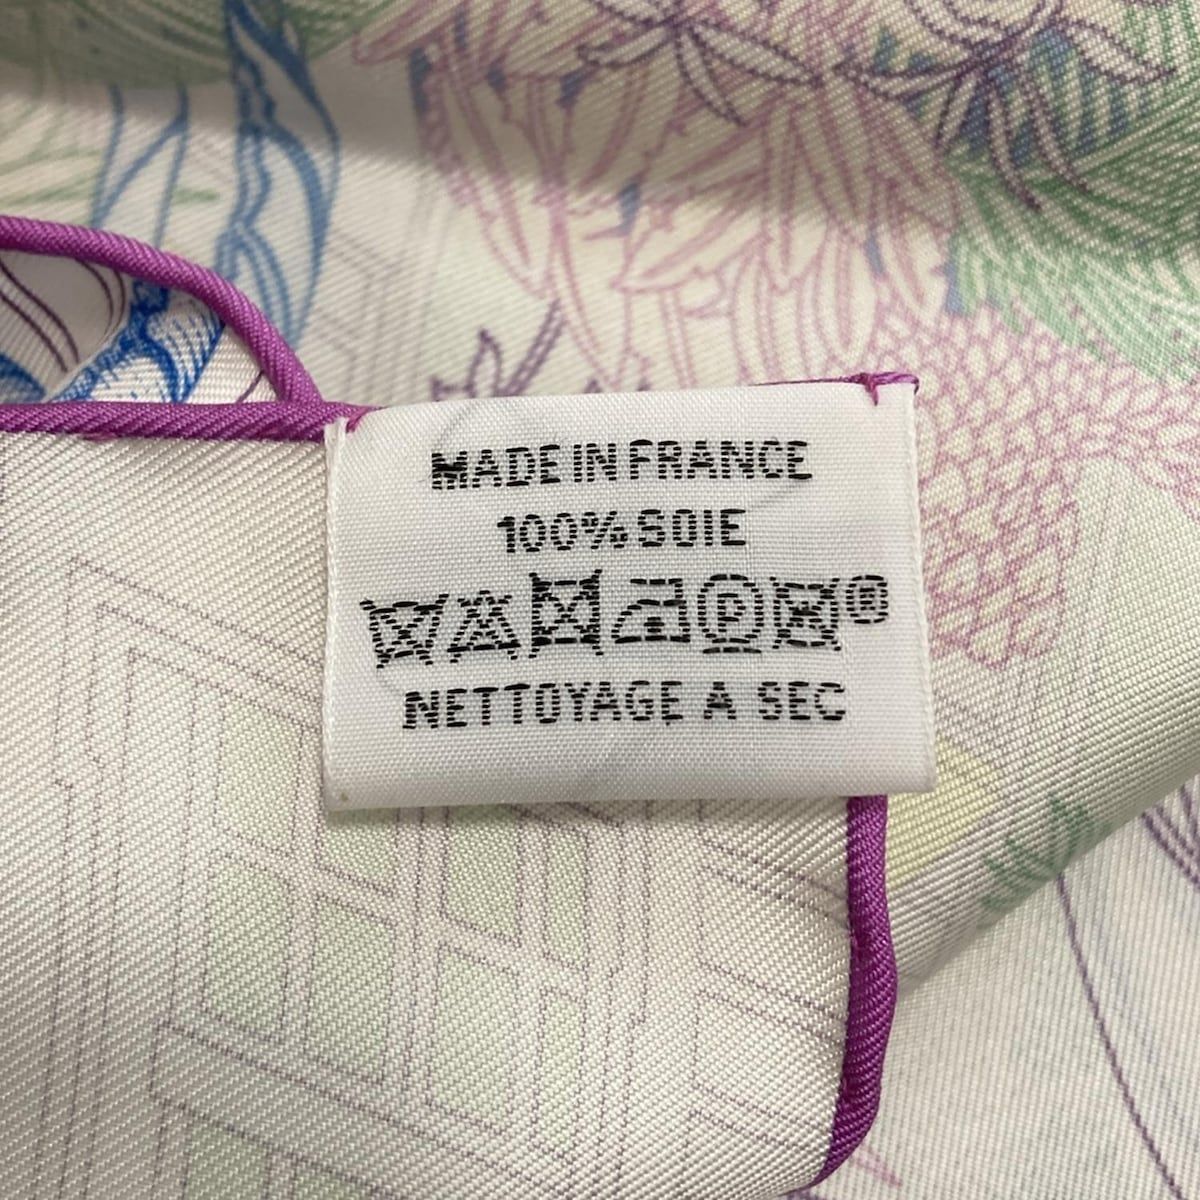 MADE IN FRANCE
100% SOIE
P ®
NETTOYAGE A SEC